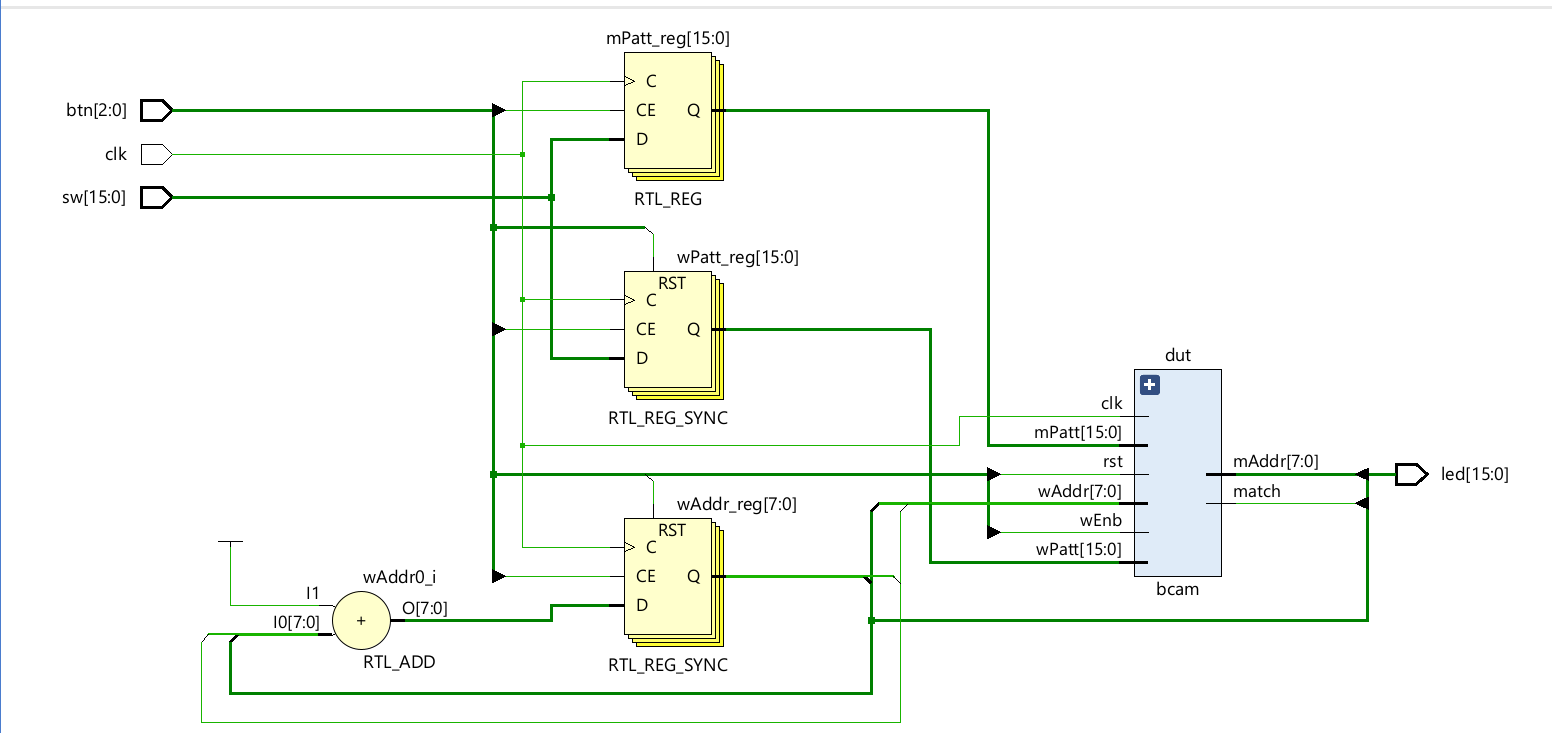 mPatt_reg[15:0]
btn[2:0]
clk
sw[15:0]
C
CE
D
Q
RTL_REG
wPatt_reg[15:0]
RST
C
CE
D
Q
RTL_REG_SYNC
wAddr_reg[7:0]
RST
C
CE
D
Q
RTL_REG_SYNC
wAddr0_i
I1
I0[7:0]
+
O[7:0]
RTL_ADD
dut
clk
mPatt[15:0]
rst
wAddr[7:0]
wEnb
wPatt[15:0]
mAddr[7:0]
match
bcam
led[15:0]